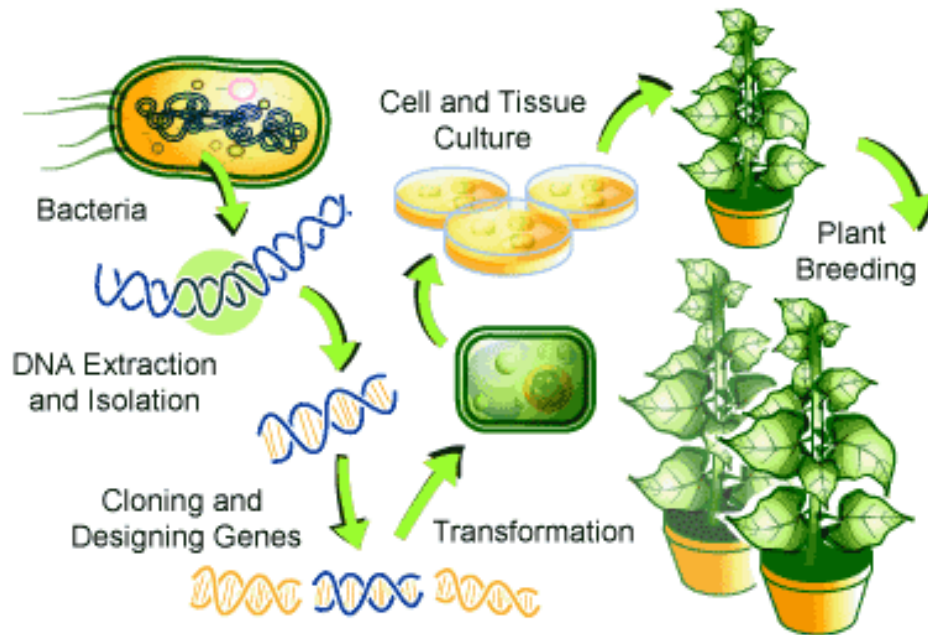 Bacteria
DNA Extraction
and Isolation
Cloning and
Designing Genes
Transformation
Cell and Tissue
Culture
Plant
Breeding